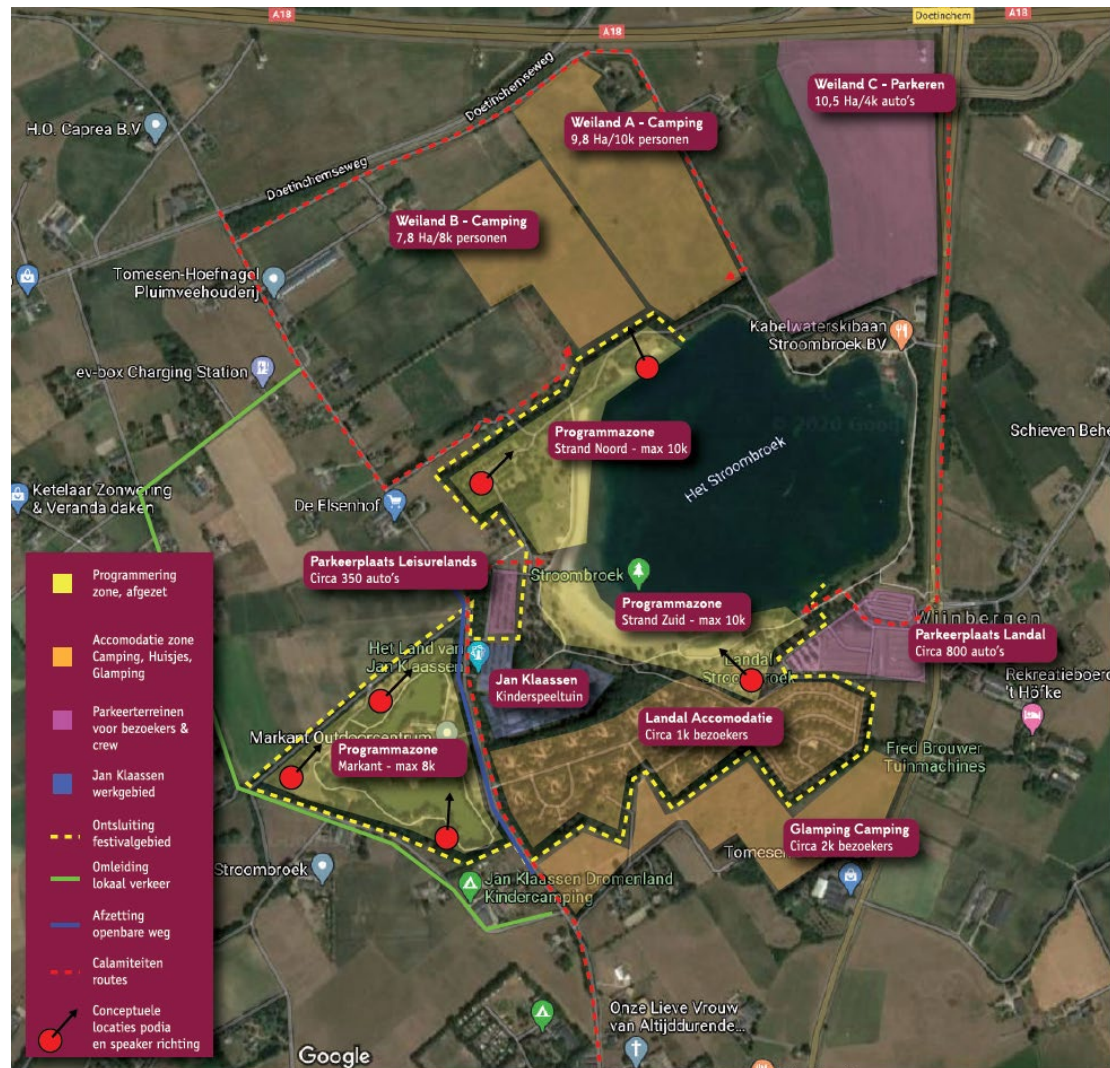 A18
A18
Doetinchem
A18
Doetinchemseweg
Doetinchemseweg
H.O. Caprea B.V
Weiland C - Parkeren
10,5 Ha/4k auto's
Weiland A - Camping
9,8 Ha/10k personen
Weiland B - Camping
7,8 Ha/8k personen
Tomesen-Hoefnagel
Pluimveehouderij
Kabelwaterskibaan
Stroombroek BV
ev-box Charging Station
© 2020 Goo
Programmazone
Strand Noord - max 10k
Schieven Behe
Het Stroombroek
Ketelaar Zonwering
& Veranda daken
De Elsenhof
Parkeerplaats Leisurelands
Circa 350 auto's
Stroombroek
Programmazone
Strand Zuid - max 10k
Wijnbergen
Parkeerplaats Landal
Circa 800 auto's
Het Land van
Jan Klaassen
Landal
Stroombroek
Jan Klaassen
Kinderspeeltuin
Rekreatieboerd
't Höfke
Landal Accomodatie
Circa 1k bezoekers
Markant Outdoorcentrum
Programmazone
Markant - max 8k
Fred Brouwer
Tuinmachines
Glamping Camping
Circa 2k bezoekers
Tomesen
Stroombroek
Jan Klaassen Dromenland
Kindercamping
Onze Lieve Vrouw
van Altijddurende...
Google
Programmering
zone, afgezet
Accomodatie zone
Camping, Huisjes,
Glamping
Parkeerterreinen
voor bezoekers &
crew
Jan Klaassen
werkgebied
Ontsluiting
festivalgebied
Omleiding
lokaal verkeer
Afzetting
openbare weg
Calamiteiten
routes
Conceptuele
locaties podia
en speaker richting